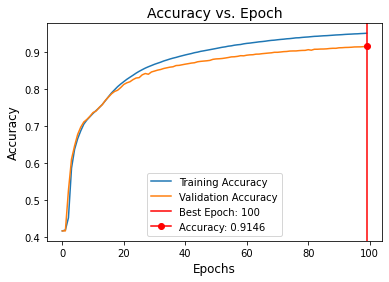 Accuracy vs. Epoch
Accuracy
0.9
0.8
0.7
0.6
0.5
0.4
Training Accuracy
Validation Accuracy
Best Epoch: 100
Accuracy: 0.9146
0 20 40 60 80 100
Epochs